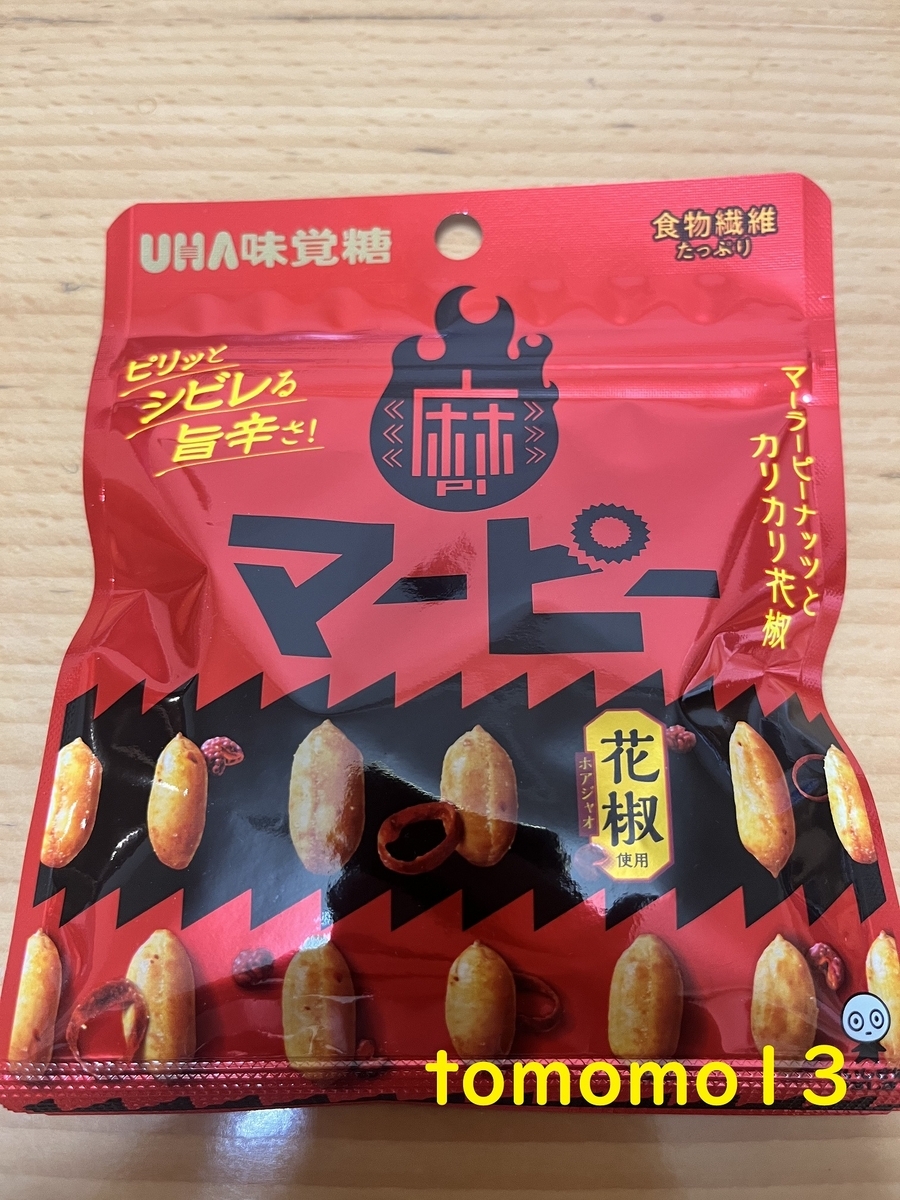 UHA味覚糖
食物繊維
たっぷり
ピリッと
シビレる
旨辛さ!
麻
PI
マーラーピーナッツと
カリカリ花椒
マーピー
花椒
ホアジャオ
使用
tomomo13